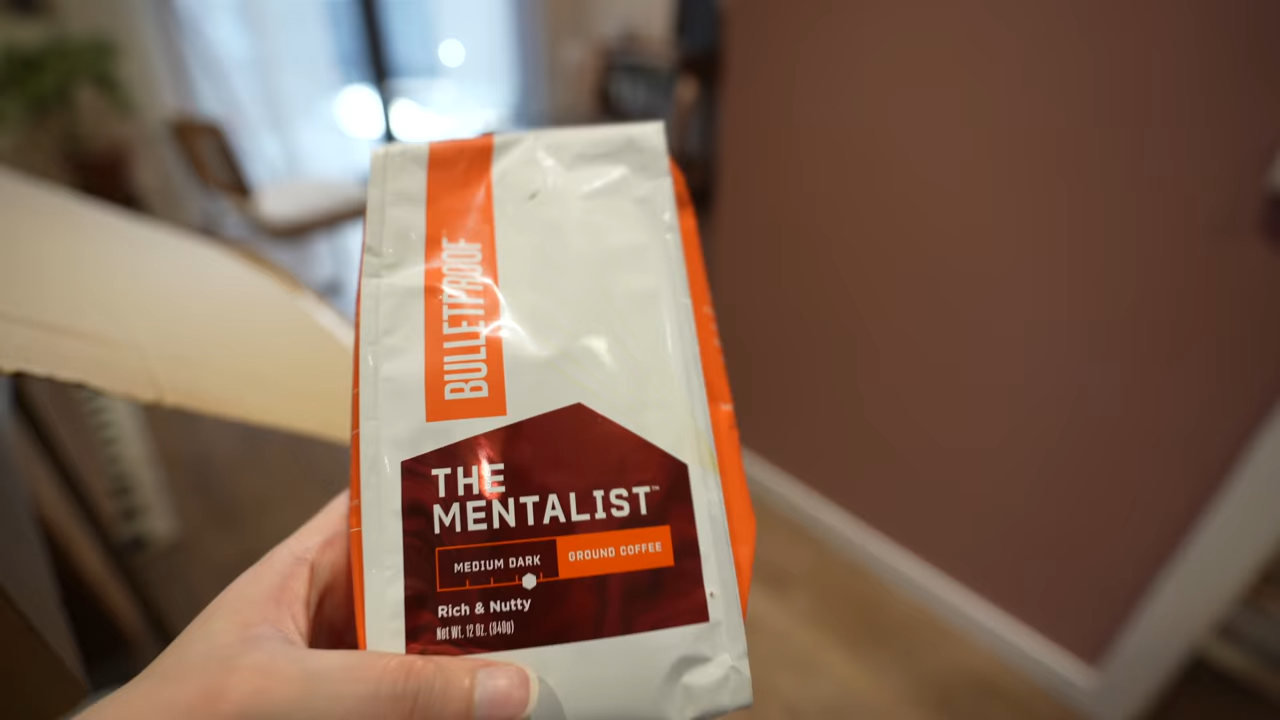 BULLETPROOF
THE
MENTALIST™
MEDIUM DARK
GROUND COFFEE
Rich & Nutty
Net Wt. 12 Oz. (340g)